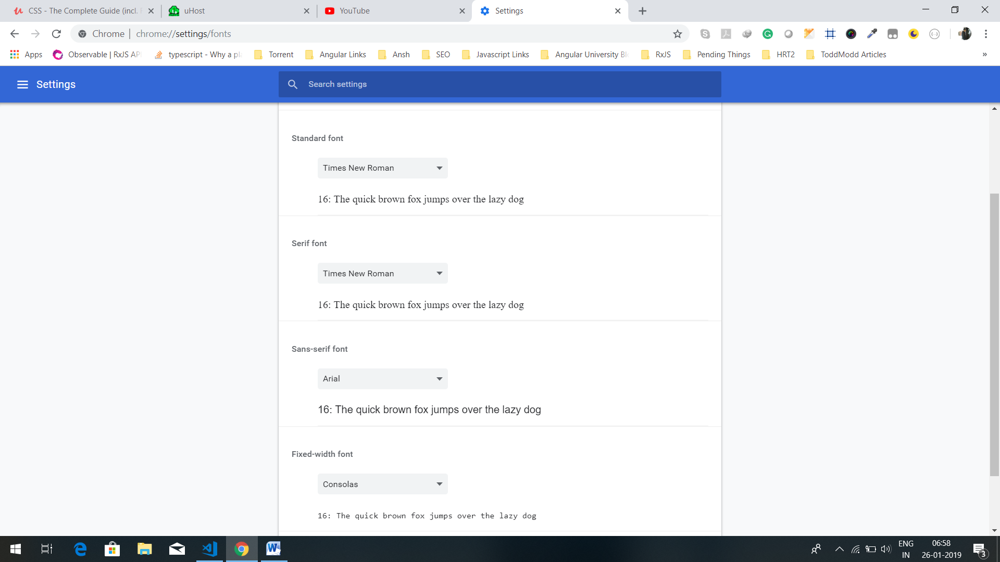 CSS - The Complete Guide (incl.
uHost
YouTube
Settings
Chrome | chrome://settings/fonts
Apps
Observable | RxJS AP
typescript - Why a pl
Torrent
Angular Links
Ansh
SEO
Javascript Links
Angular University Bl
RxJS
Pending Things
HRT2
ToddModd Articles
»
Settings
Search settings
Standard font
Times New Roman
16: The quick brown fox jumps over the lazy dog
Serif font
Times New Roman
16: The quick brown fox jumps over the lazy dog
Sans-serif font
Arial
16: The quick brown fox jumps over the lazy dog
Fixed-width font
Consolas
16: The quick brown fox jumps over the lazy dog
ENG
IN
06:58
26-01-2019
3